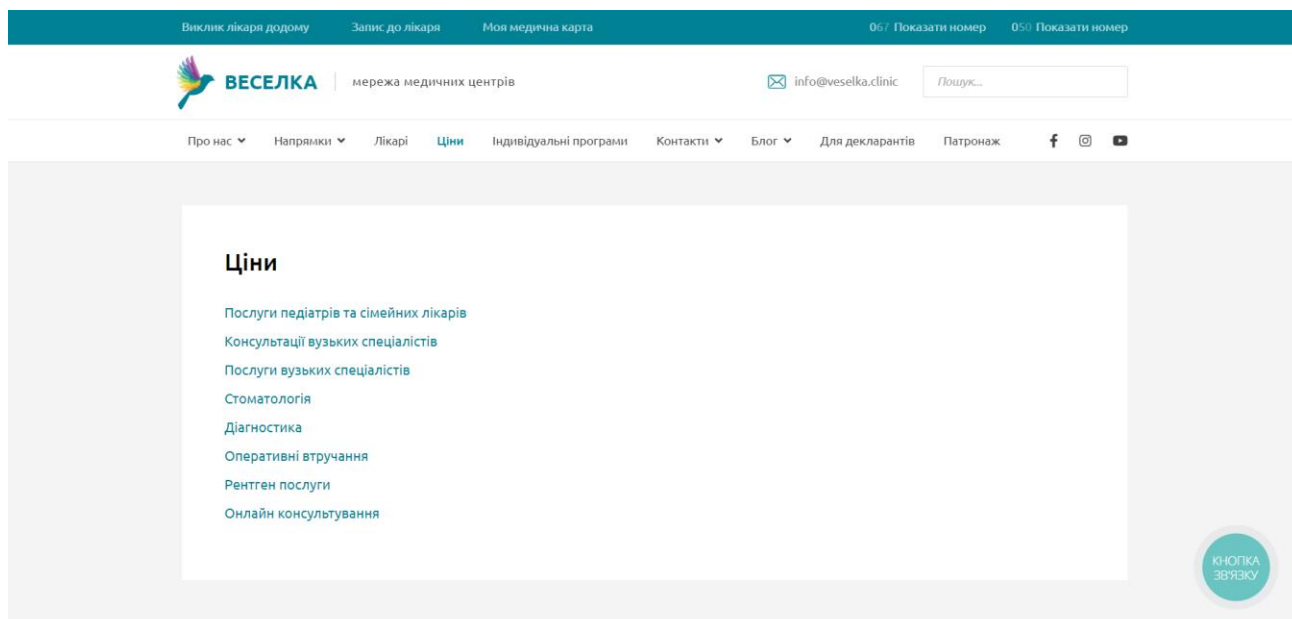 Виклик лікаря додому Запис до лікаря Моя медична карта 067 Показати номер 050 Показати номер
ВЕСЕЛКА мережа медичних центрів info@veselka.clinic Пошук...
Про нас Напрямки Лікарі Ціни Індивідуальні програми Контакти Блог Для декларантів Патронаж
Ціни
Послуги педіатрів та сімейних лікарів
Консультації вузьких спеціалістів
Послуги вузьких спеціалістів
Стоматологія
Діагностика
Оперативні втручання
Рентген послуги
Онлайн консультування
КНОПКА
ЗВ'ЯЗКУ